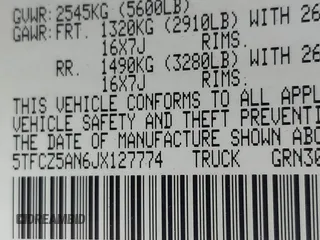 GVWR: 2545KG (5600LB)
GAWR: FRT. 1320KG (2910LB) WITH 26
16X7J RIMS.
RR. 1490KG (3280LB) WITH 26
16X7J RIMS.
THIS VEHICLE CONFORMS TO ALL APPL
VEHICLE SAFETY AND THEFT PREVENTI
THE DATE OF MANUFACTURE SHOWN ABO
5TFCZ5AN6JX127774 TRUCK GRN30
DREAMBID